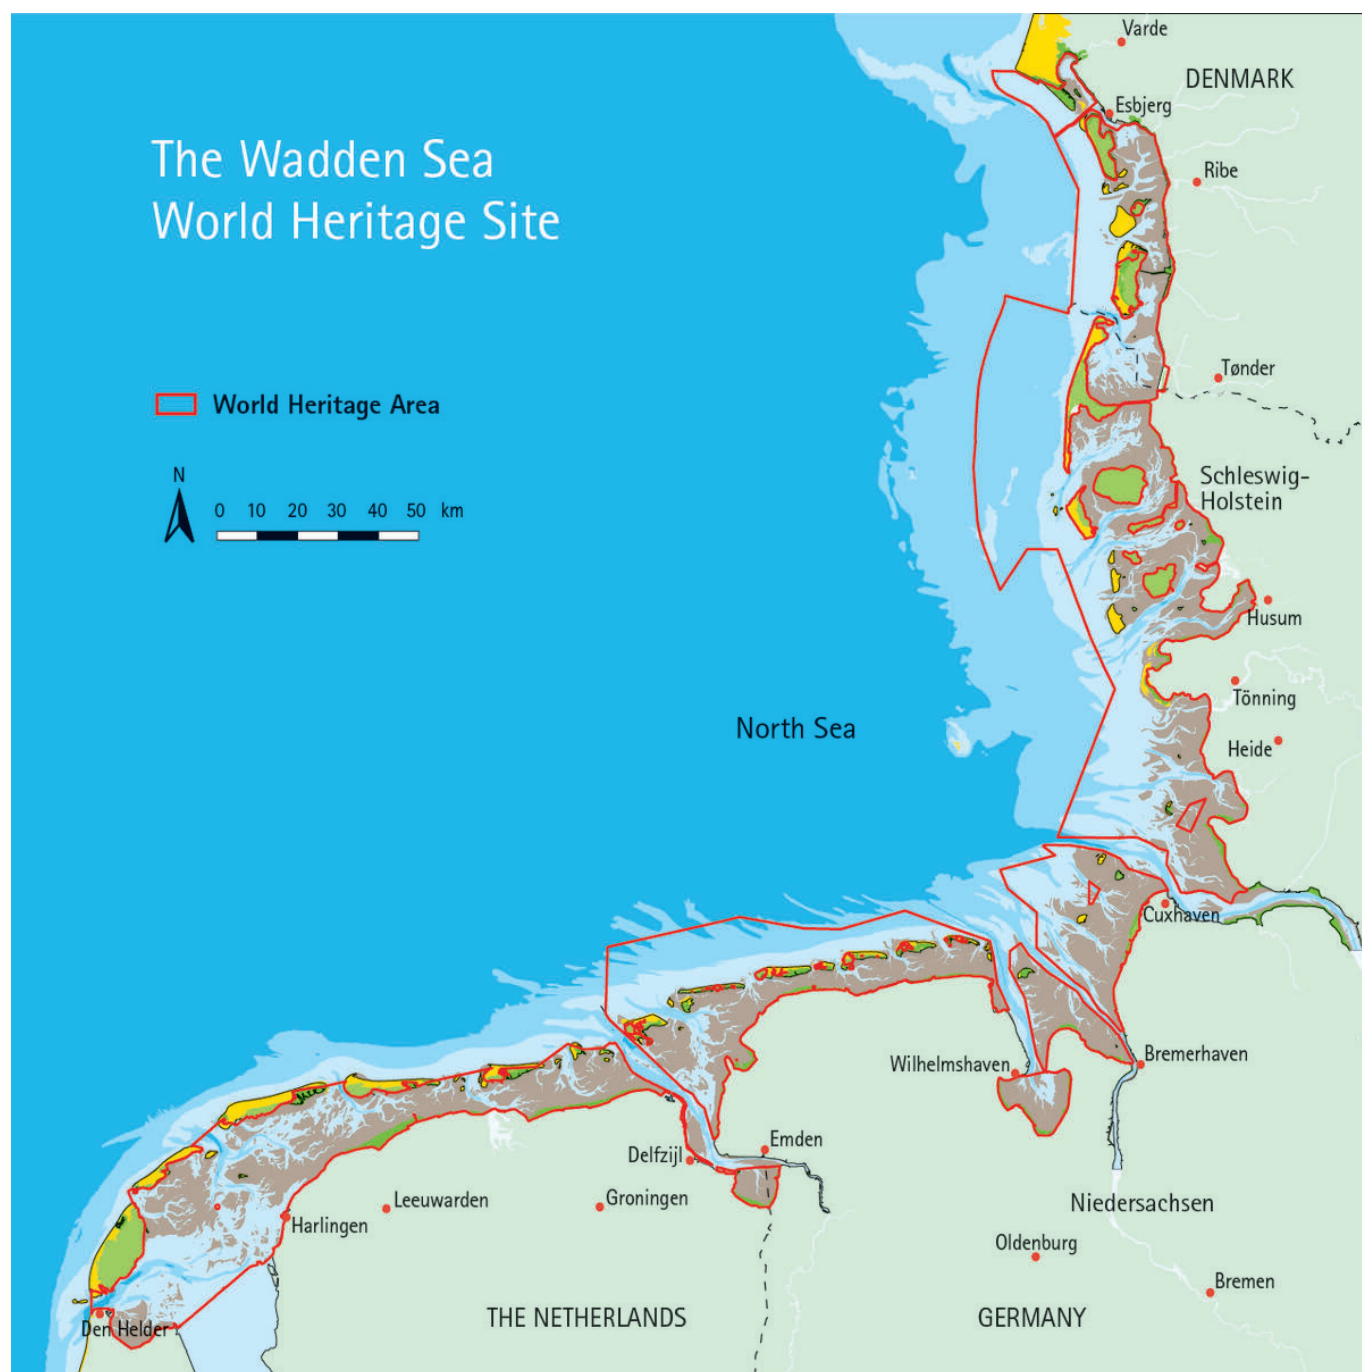 Varde
DENMARK
Esbjerg
The Wadden Sea
World Heritage Site
Ribe
Tønder
World Heritage Area
N
0 10 20 30 40 50 km
Schleswig-
Holstein
Husum
Tönning
North Sea
Heide
Cuxhaven
Wilhelmshaven
Bremerhaven
Emden
Delfzijl
Leeuwarden
Groningen
Niedersachsen
Harlingen
Oldenburg
Bremen
THE NETHERLANDS
GERMANY
Den Helder